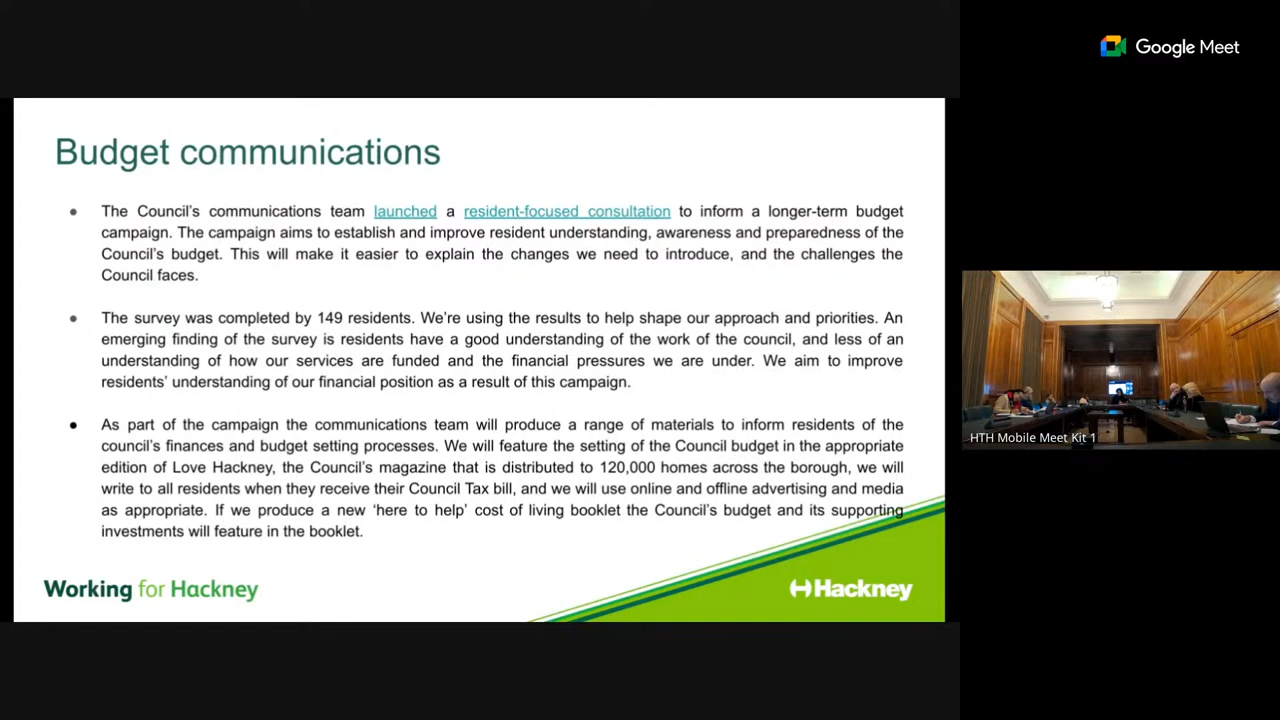 Google Meet
Budget communications
● The Council's communications team launched a resident-focused consultation to inform a longer-term budget
campaign. The campaign aims to establish and improve resident understanding, awareness and preparedness of the
Council's budget. This will make it easier to explain the changes we need to introduce, and the challenges the
Council faces.
● The survey was completed by 149 residents. We're using the results to help shape our approach and priorities. An
emerging finding of the survey is residents have a good understanding of the work of the council, and less of an
understanding of how our services are funded and the financial pressures we are under. We aim to improve
residents' understanding of our financial position as a result of this campaign.
● As part of the campaign the communications team will produce a range of materials to inform residents of the
council's finances and budget setting processes. We will feature the setting of the Council budget in the appropriate
edition of Love Hackney, the Council's magazine that is distributed to 120,000 homes across the borough, we will
write to all residents when they receive their Council Tax bill, and we will use online and offline advertising and media
as appropriate. If we produce a new 'here to help' cost of living booklet the Council's budget and its supporting
investments will feature in the booklet.
Working for Hackney
Hackney
HTH Mobile Meet Kit 1